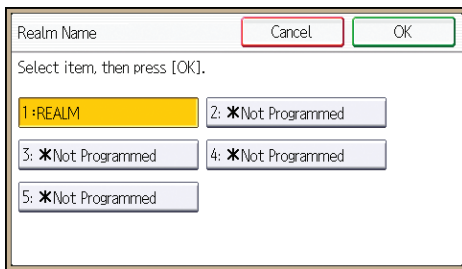 Realm Name Cancel OK
Select item, then press [OK].
1:REALM 2: *Not Programmed
3: *Not Programmed 4: *Not Programmed
5: *Not Programmed